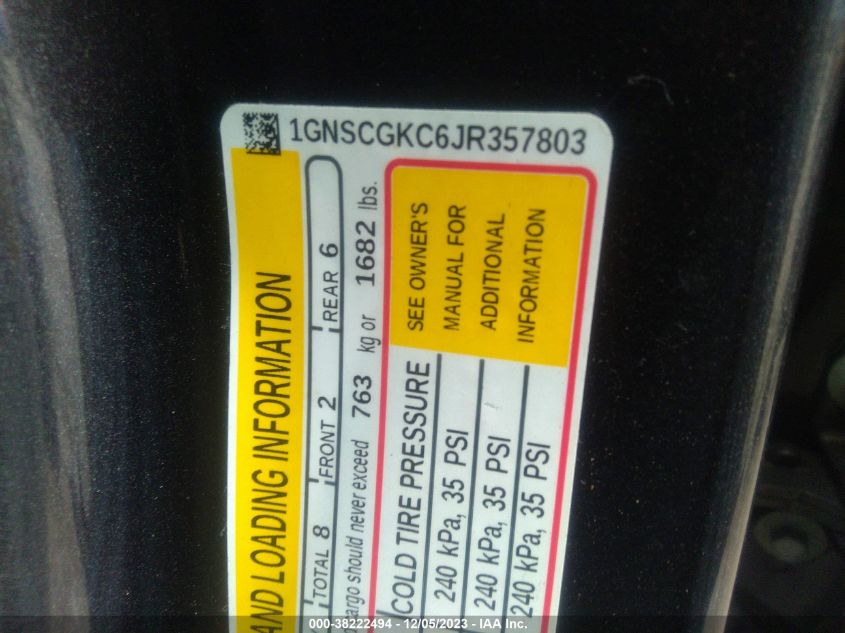 1GNSCGKC6JR357803
AND LOADING INFORMATION
TOTAL 8 FRONT 2 REAR 6
cargo should never exceed 763 kg or 1682 lbs.
COLD TIRE PRESSURE
240 kPa, 35 PSI
240 kPa, 35 PSI
240 kPa, 35 PSI
SEE OWNER'S
MANUAL FOR
ADDITIONAL
INFORMATION
000-38222494 - 12/05/2023 - IAA Inc.